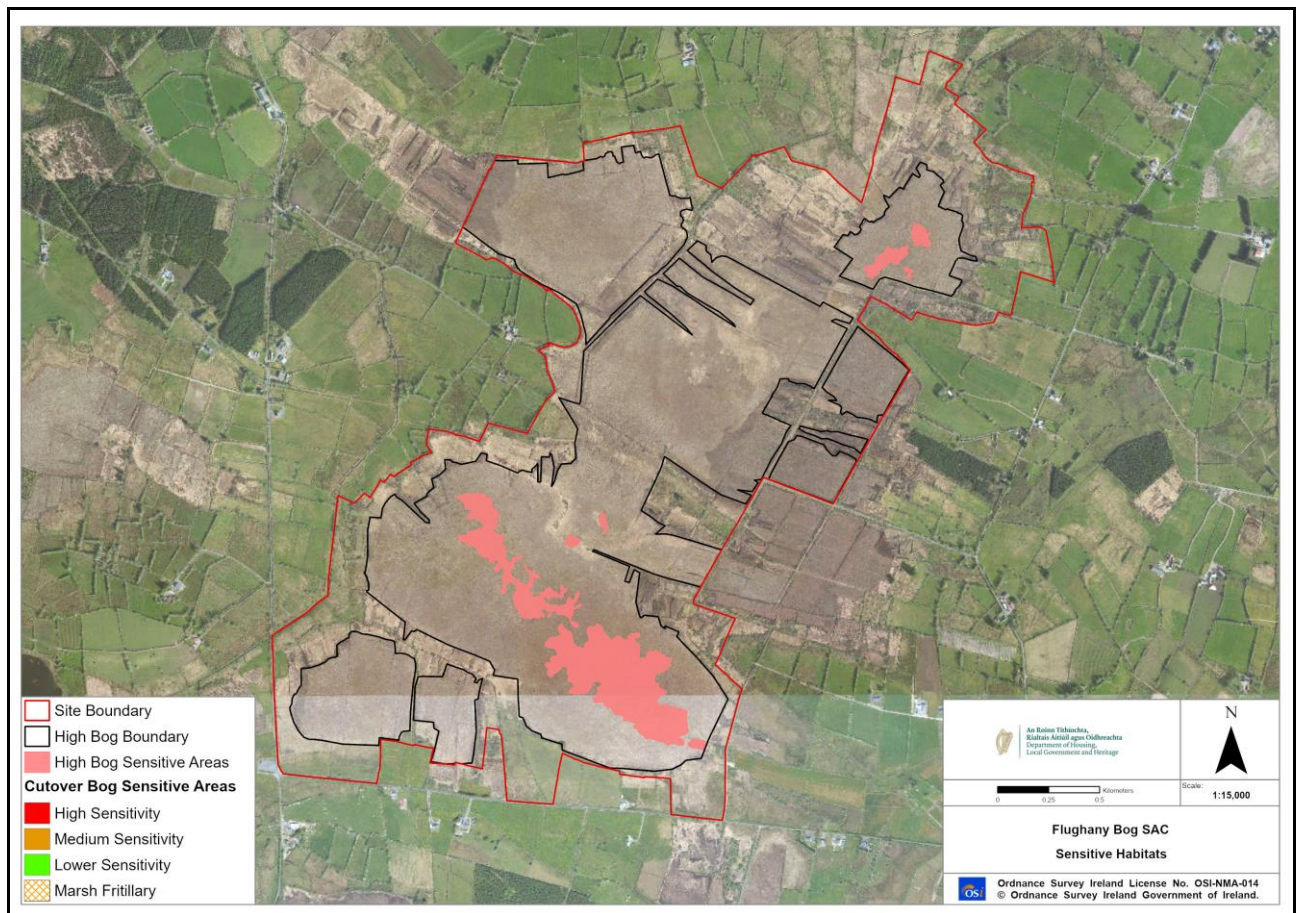 Site Boundary
High Bog Boundary
High Bog Sensitive Areas
Cutover Bog Sensitive Areas
High Sensitivity
Medium Sensitivity
Lower Sensitivity
Marsh Fritillary
An Roinn Tithíochta,
Rialtais Áitiúil agus Oidhreachta
Department of Housing,
Local Government and Heritage
N
Kilometers
0 0.25 0.5
Scale:
1:15,000
Flughany Bog SAC
Sensitive Habitats
OSi
Ordnance Survey Ireland License No. OSI-NMA-014
© Ordnance Survey Ireland Government of Ireland.